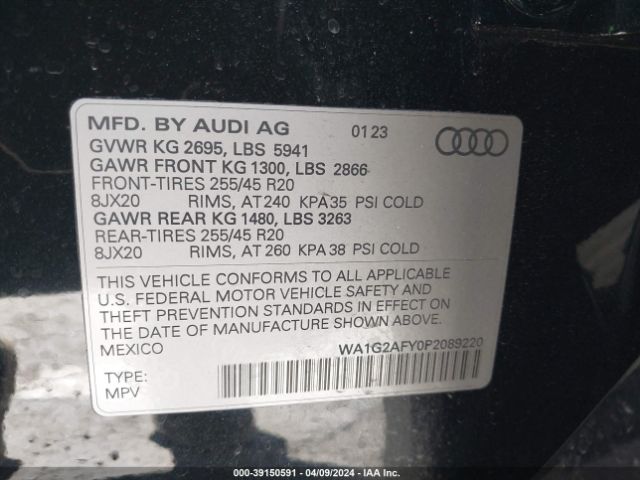 MFD. BY AUDI AG 01 23
GVWR KG 2695, LBS 5941
GAWR FRONT KG 1300, LBS 2866
FRONT-TIRES 255/45 R20
8JX20 RIMS, AT 240 KPA 35 PSI COLD
GAWR REAR KG 1480, LBS 3263
REAR-TIRES 255/45 R20
8JX20 RIMS, AT 260 KPA 38 PSI COLD
THIS VEHICLE CONFORMS TO ALL APPLICABLE
U.S. FEDERAL MOTOR VEHICLE SAFETY AND
THEFT PREVENTION STANDARDS IN EFFECT ON
THE DATE OF MANUFACTURE SHOWN ABOVE.
MEXICO WA1G2AFY0P2089220
TYPE:
MPV
000-39150591 - 04/09/2024 - IAA Inc.